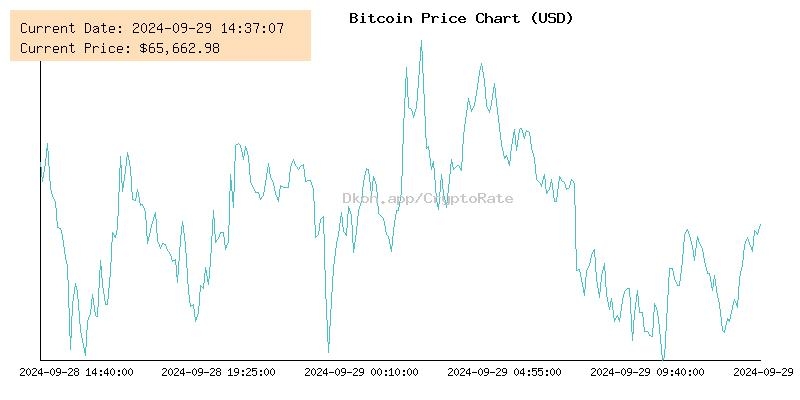 Bitcoin Price Chart (USD)
Current Date: 2024-09-29 14:37:07
Current Price: $65,662.98
Dkon.app/CryptoRate
2024-09-28 14:40:00 2024-09-28 19:25:00 2024-09-29 00:10:00 2024-09-29 04:55:00 2024-09-29 09:40:00 2024-09-29